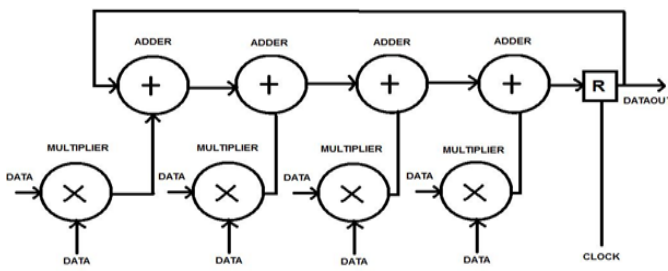 ADDER ADDER ADDER ADDER
+ + + + R
DATAOUT
MULTIPLIER MULTIPLIER MULTIPLIER MULTIPLIER
DATA DATA DATA DATA
× × × ×
DATA DATA DATA DATA CLOCK